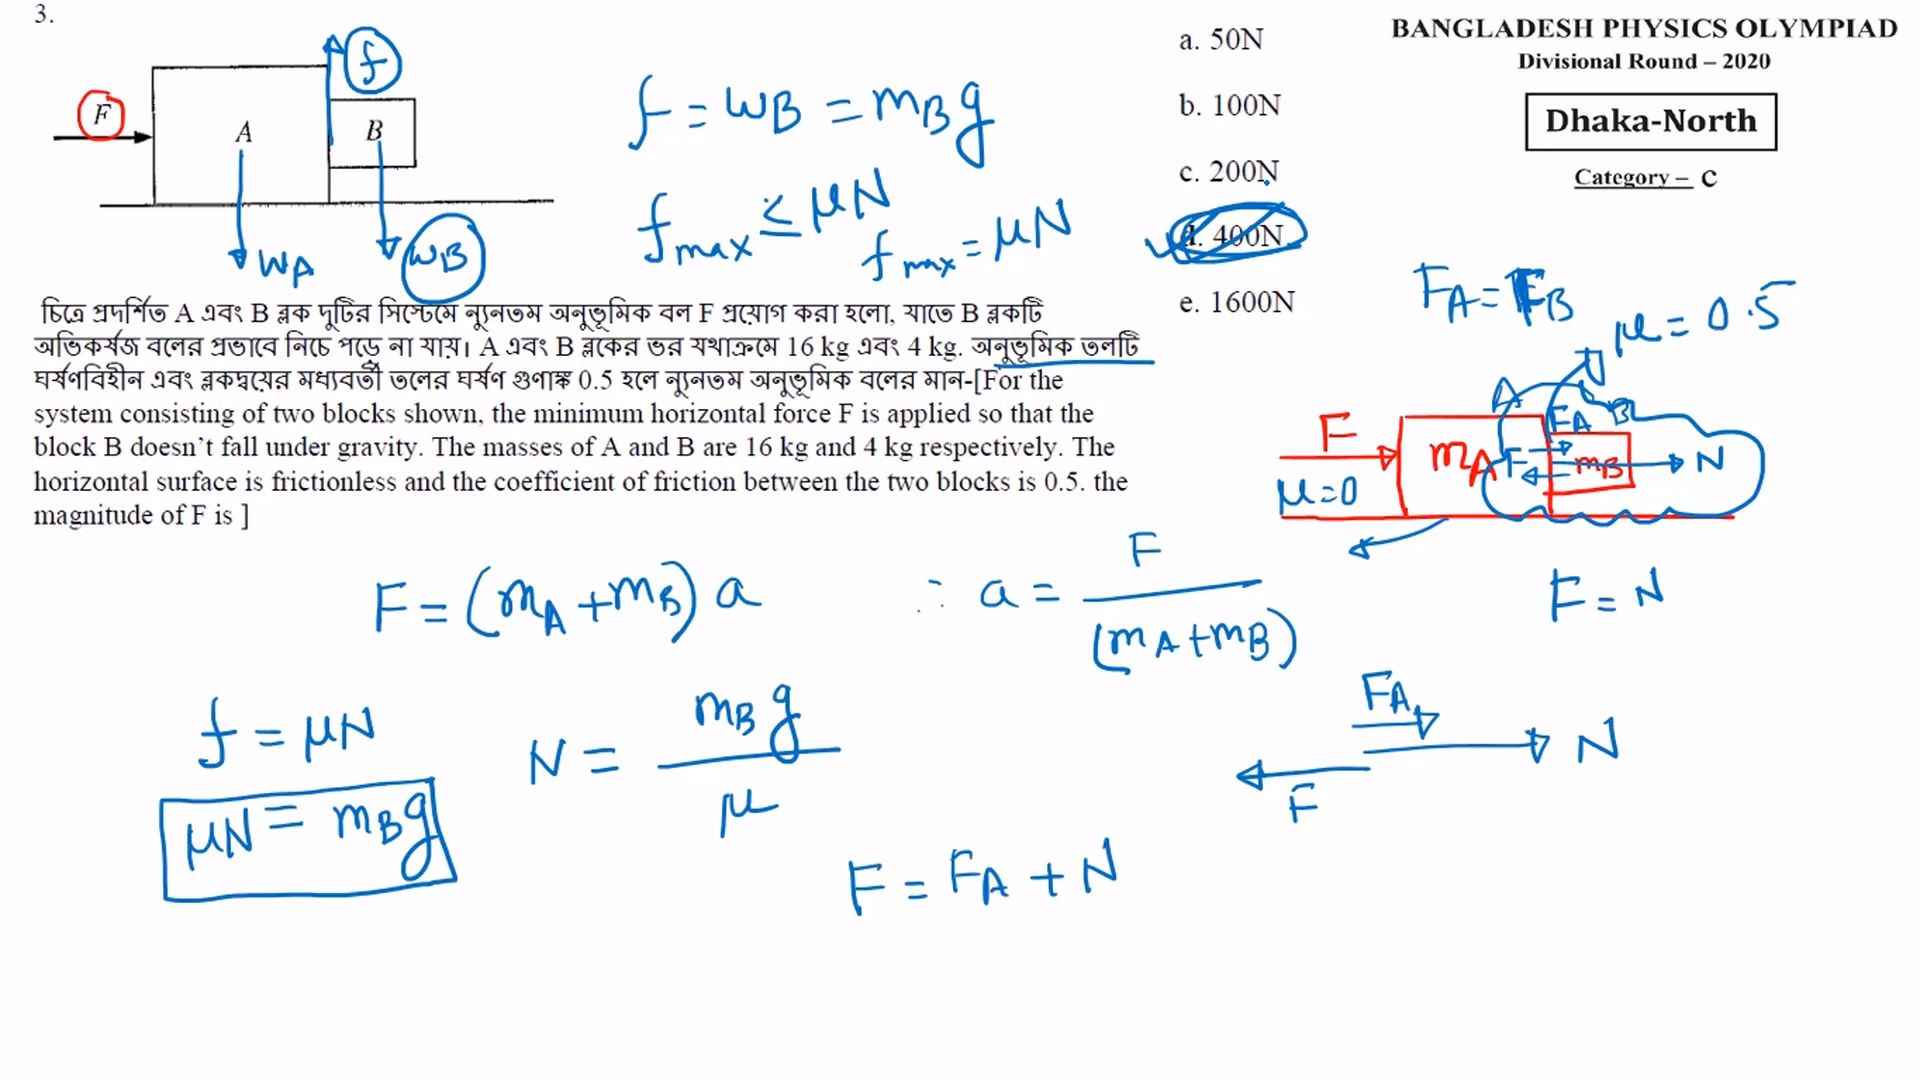 3.
F
A
B
f
WA
WB
f = WB = mB g
fmax ≤ μN
fmax = μN
a. 50N
b. 100N
c. 200N
d. 400N
e. 1600N
BANGLADESH PHYSICS OLYMPIAD
Divisional Round – 2020
Dhaka-North
Category – C
চিত্রে প্রদর্শিত A এবং B ব্লক দুটির সিস্টেমে ন্যুনতম অনুভূমিক বল F প্রয়োগ করা হলো, যাতে B ব্লকটি
অভিকর্ষজ বলের প্রভাবে নিচে পড়ে না যায়। A এবং B ব্লকের ভর যথাক্রমে 16 kg এবং 4 kg. অনুভূমিক তলটি
ঘর্ষণবিহীন এবং ব্লকদ্বয়ের মধ্যবর্তী তলের ঘর্ষণ গুণাঙ্ক 0.5 হলে ন্যুনতম অনুভূমিক বলের মান-[For the
system consisting of two blocks shown, the minimum horizontal force F is applied so that the
block B doesn’t fall under gravity. The masses of A and B are 16 kg and 4 kg respectively. The
horizontal surface is frictionless and the coefficient of friction between the two blocks is 0.5. the
magnitude of F is ]
FA = FB
μ = 0.5
A
B
FA
F
mA
F
mB
N
μ=0
F = N
F = (mA + mB) a
∴ a = F
(mA + mB)
FA
N
F
f = μN
N = mB g
μ
μN = mB g
F = FA + N